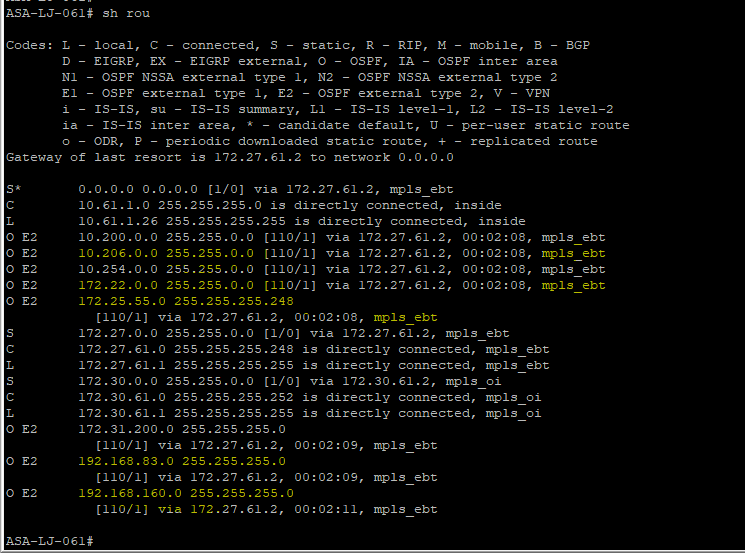 ASA-LJ-061#
ASA-LJ-061# sh rou
Codes: L - local, C - connected, S - static, R - RIP, M - mobile, B - BGP
D - EIGRP, EX - EIGRP external, O - OSPF, IA - OSPF inter area
N1 - OSPF NSSA external type 1, N2 - OSPF NSSA external type 2
E1 - OSPF external type 1, E2 - OSPF external type 2, V - VPN
i - IS-IS, su - IS-IS summary, L1 - IS-IS level-1, L2 - IS-IS level-2
ia - IS-IS inter area, * - candidate default, U - per-user static route
o - ODR, P - periodic downloaded static route, + - replicated route
Gateway of last resort is 172.27.61.2 to network 0.0.0.0
S* 0.0.0.0 0.0.0.0 [1/0] via 172.27.61.2, mpls_ebt
C 10.61.1.0 255.255.255.0 is directly connected, inside
L 10.61.1.26 255.255.255.255 is directly connected, inside
O E2 10.200.0.0 255.255.0.0 [110/1] via 172.27.61.2, 00:02:08, mpls_ebt
O E2 10.206.0.0 255.255.0.0 [110/1] via 172.27.61.2, 00:02:08, mpls_ebt
O E2 10.254.0.0 255.255.0.0 [110/1] via 172.27.61.2, 00:02:08, mpls_ebt
O E2 172.22.0.0 255.255.0.0 [110/1] via 172.27.61.2, 00:02:08, mpls_ebt
O E2 172.25.55.0 255.255.255.248
[110/1] via 172.27.61.2, 00:02:08, mpls_ebt
S 172.27.0.0 255.255.0.0 [1/0] via 172.27.61.2, mpls_ebt
C 172.27.61.0 255.255.255.248 is directly connected, mpls_ebt
L 172.27.61.1 255.255.255.255 is directly connected, mpls_ebt
S 172.30.0.0 255.255.0.0 [1/0] via 172.30.61.2, mpls_oi
C 172.30.61.0 255.255.255.252 is directly connected, mpls_oi
L 172.30.61.1 255.255.255.255 is directly connected, mpls_oi
O E2 172.31.200.0 255.255.255.0
[110/1] via 172.27.61.2, 00:02:09, mpls_ebt
O E2 192.168.83.0 255.255.255.0
[110/1] via 172.27.61.2, 00:02:09, mpls_ebt
O E2 192.168.160.0 255.255.255.0
[110/1] via 172.27.61.2, 00:02:11, mpls_ebt
ASA-LJ-061#